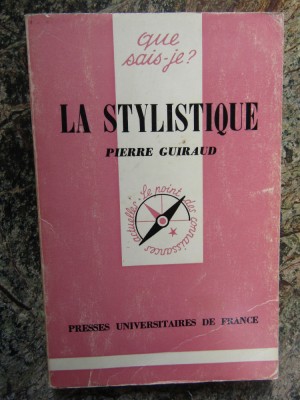 que
sais-je?
LA STYLISTIQUE
PIERRE GUIRAUD
Le point des connaissances actuelles
PRESSES UNIVERSITAIRES DE FRANCE